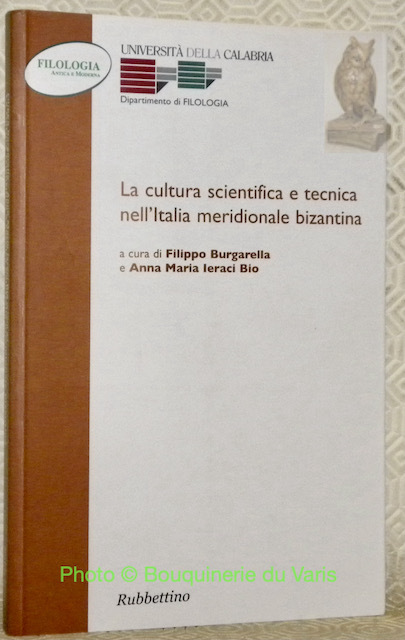 FILOLOGIA
ANTICA E MODERNA
UNIVERSITÀ DELLA CALABRIA
Dipartimento di FILOLOGIA
La cultura scientifica e tecnica
nell'Italia meridionale bizantina
a cura di Filippo Burgarella
e Anna Maria Ieraci Bio
Photo © Bouquinerie du Varis
Rubbettino